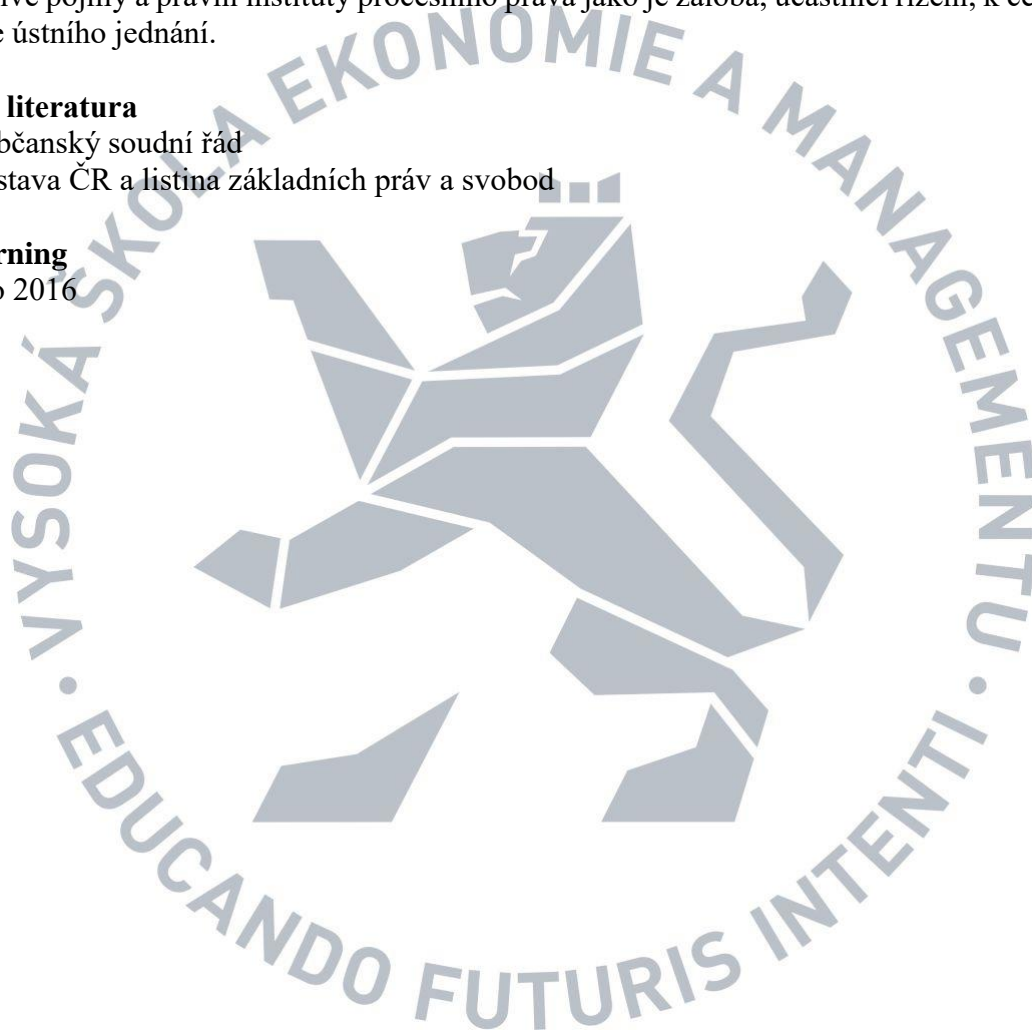 pojmy a právní instituty procesního práva jako je žaloba, účastníci řízení, k
ústního jednání.
literatura
bčanský soudní řád
stava ČR a listina základních práv a svobod
rning
2016
VYSOKÁ ŠKOLA EKONOMIE A MANAGEMENTU
• EDUCANDO FUTURIS INTENTI •